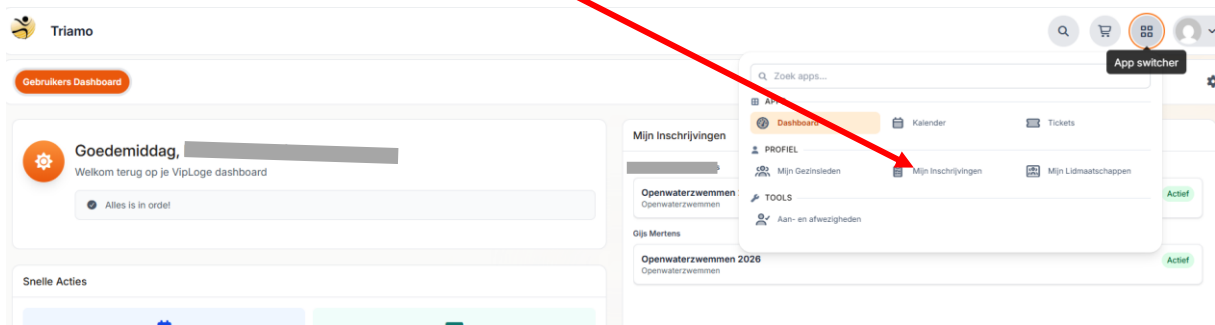 Triamo
App switcher
Gebruikers Dashboard
Zoek apps...
Dashboard
Kalender
Tickets
PROFIEL
Mijn Gezinsleden
Mijn Inschrijvingen
Mijn Lidmaatschappen
TOOLS
Aan- en afwezigheden
Goedemiddag,
Welkom terug op je VipLoge dashboard
Alles is in orde!
Snelle Acties
Mijn Inschrijvingen
Openwaterzwemmen
Actief
Openwaterzwemmen
Gijs Mertens
Openwaterzwemmen 2026
Actief
Openwaterzwemmen